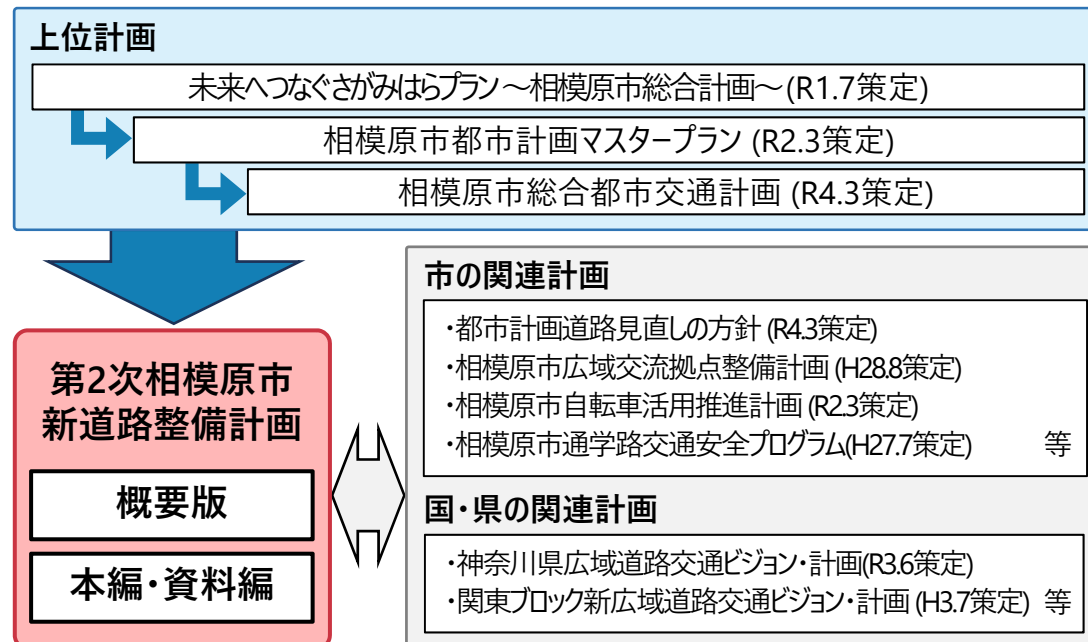 上位計画
未来へつなぐさがみはらプラン～相模原市総合計画～(R1.7策定)
相模原市都市計画マスタープラン (R2.3策定)
相模原市総合都市交通計画 (R4.3策定)
第2次相模原市
新道路整備計画
概要版
本編・資料編
市の関連計画
・都市計画道路見直しの方針 (R4.3策定)
・相模原市広域交流拠点整備計画 (H28.8策定)
・相模原市自転車活用推進計画 (R2.3策定)
・相模原市通学路交通安全プログラム(H27.7策定) 等
国・県の関連計画
・神奈川県広域道路交通ビジョン・計画(R3.6策定)
・関東ブロック新広域道路交通ビジョン・計画 (H3.7策定) 等